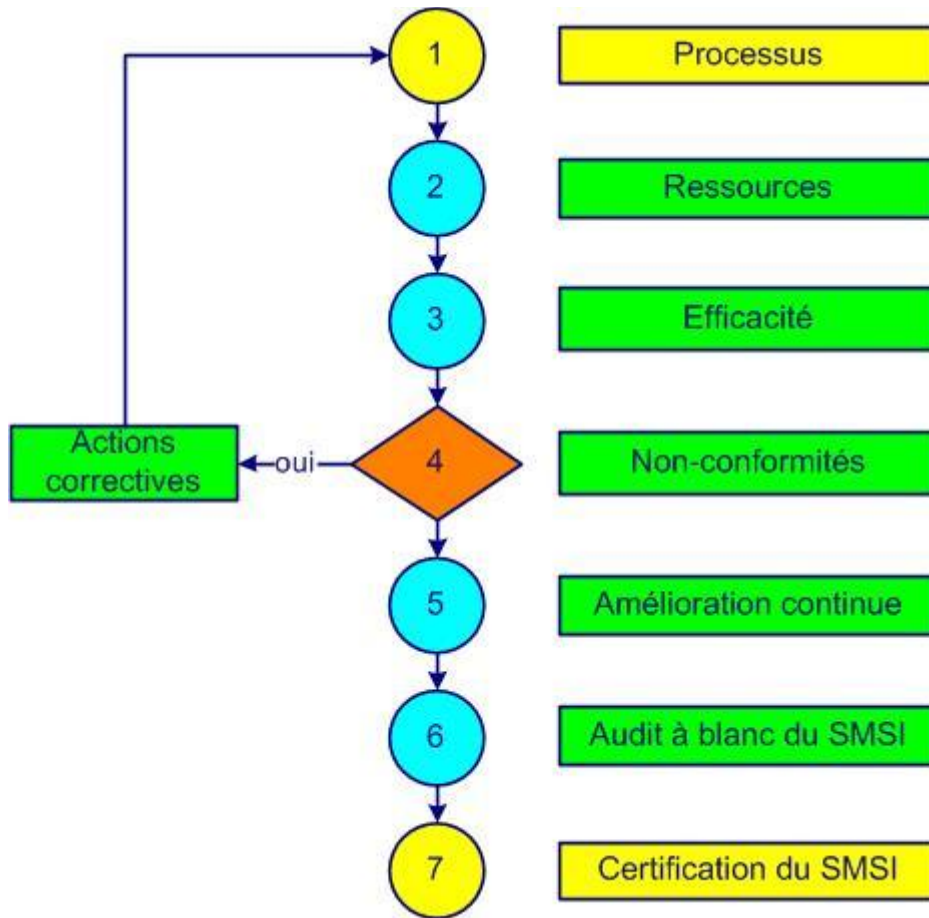 1
Processus
2
Ressources
3
Efficacité
Actions
correctives
oui
4
Non-conformités
5
Amélioration continue
6
Audit à blanc du SMSI
7
Certification du SMSI